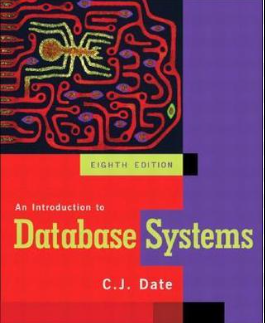 EIGHTH EDITION
An Introduction to
Database Systems
C.J. Date